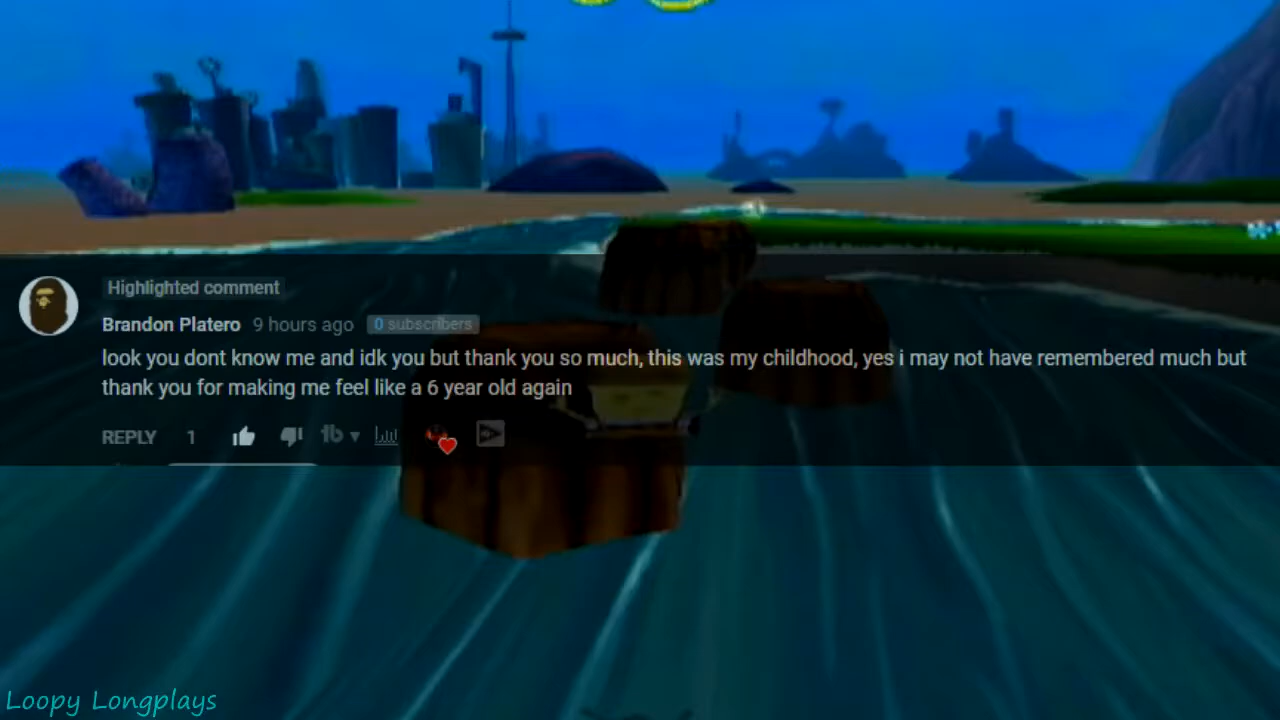 Highlighted comment
Brandon Platero 9 hours ago 0 subscribers
look you dont know me and idk you but thank you so much, this was my childhood, yes i may not have remembered much but
thank you for making me feel like a 6 year old again
REPLY 1
Loopy Longplays